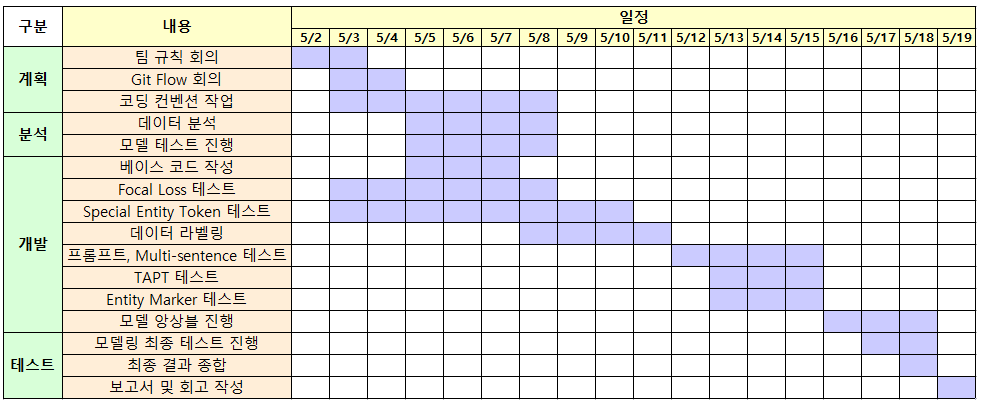 구분 내용 일정
5/2 5/3 5/4 5/5 5/6 5/7 5/8 5/9 5/10 5/11 5/12 5/13 5/14 5/15 5/16 5/17 5/18 5/19
계획
팀 규칙 회의
Git Flow 회의
코딩 컨벤션 작업
분석
데이터 분석
모델 테스트 진행
개발
베이스 코드 작성
Focal Loss 테스트
Special Entity Token 테스트
데이터 라벨링
프롬프트, Multi-sentence 테스트
TAPT 테스트
Entity Marker 테스트
모델 앙상블 진행
테스트
모델링 최종 테스트 진행
최종 결과 종합
보고서 및 회고 작성